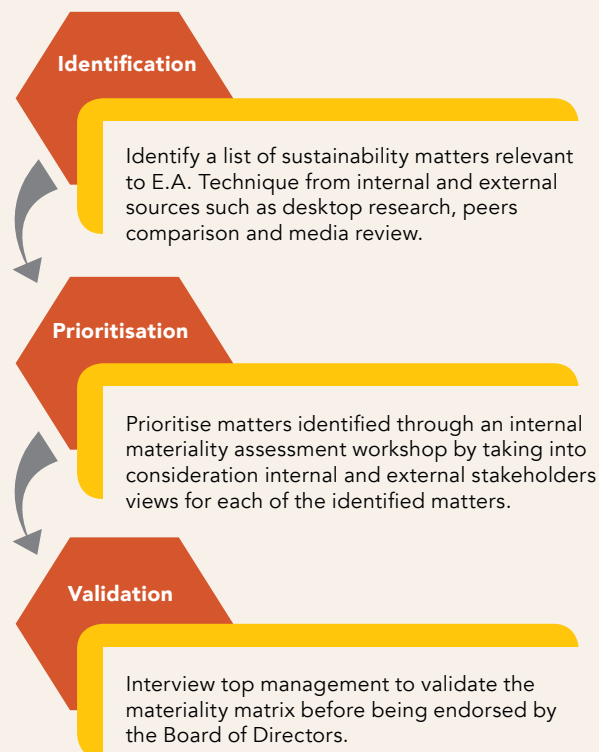 Identification
Identify a list of sustainability matters relevant
to E.A. Technique from internal and external
sources such as desktop research, peers
comparison and media review.
Prioritisation
Prioritise matters identified through an internal
materiality assessment workshop by taking into
consideration internal and external stakeholders
views for each of the identified matters.
Validation
Interview top management to validate the
materiality matrix before being endorsed by
the Board of Directors.